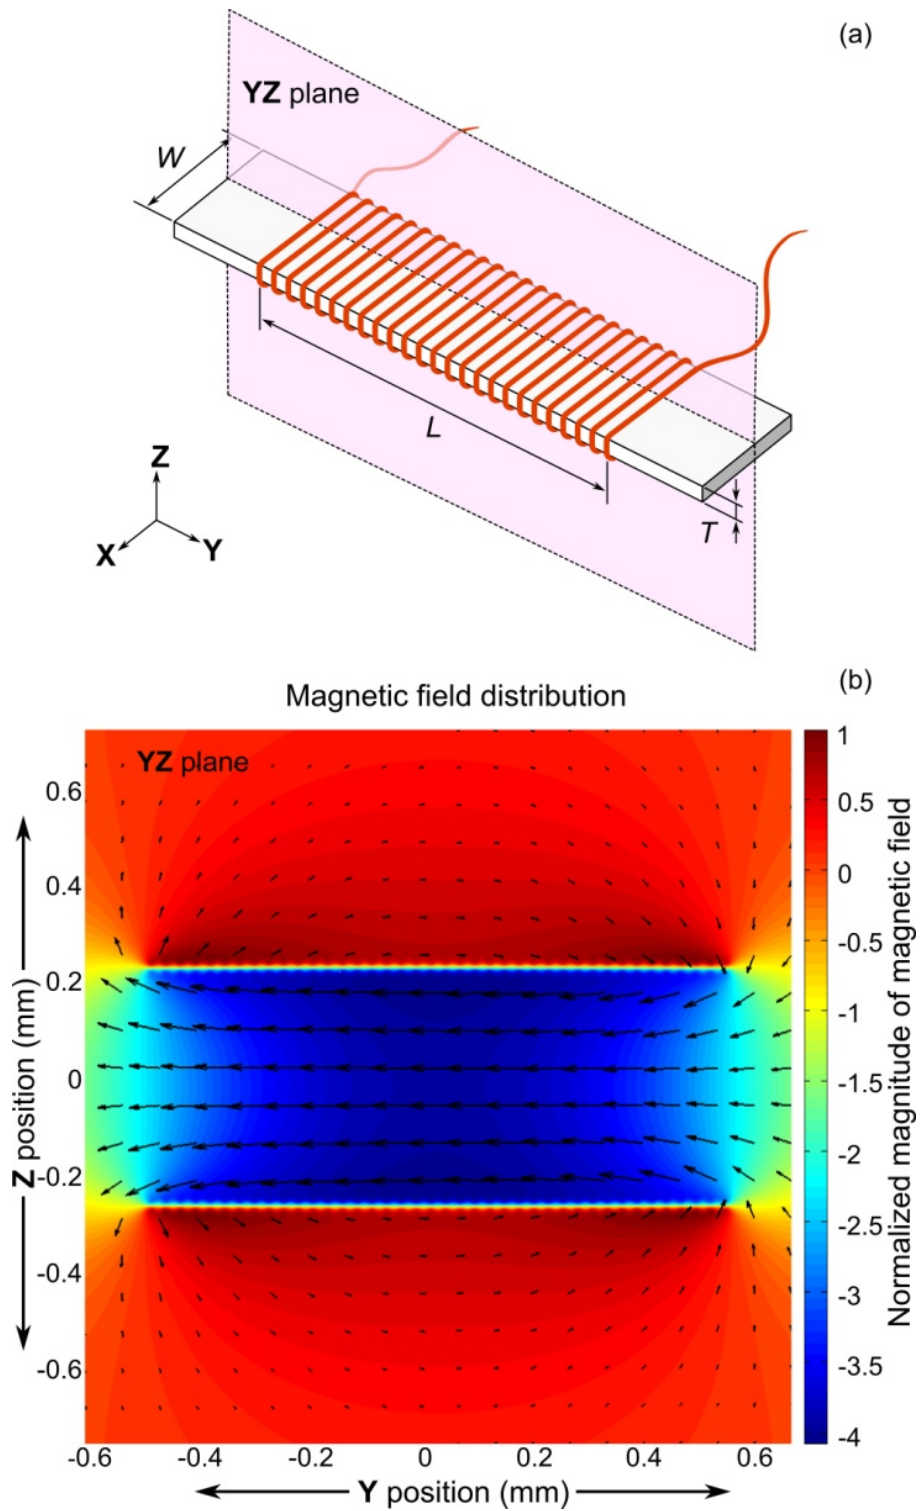 (a)
YZ plane
W
L
Z
X
Y
T
(b)
Magnetic field distribution
YZ plane
Z position (mm)
0.6
0.4
0.2
0
-0.2
-0.4
-0.6
-0.6
-0.4
-0.2
0
0.2
0.4
0.6
Y position (mm)
1
0.5
0
-0.5
-1
-1.5
-2
-2.5
-3
-3.5
-4
Normalized magnitude of magnetic field